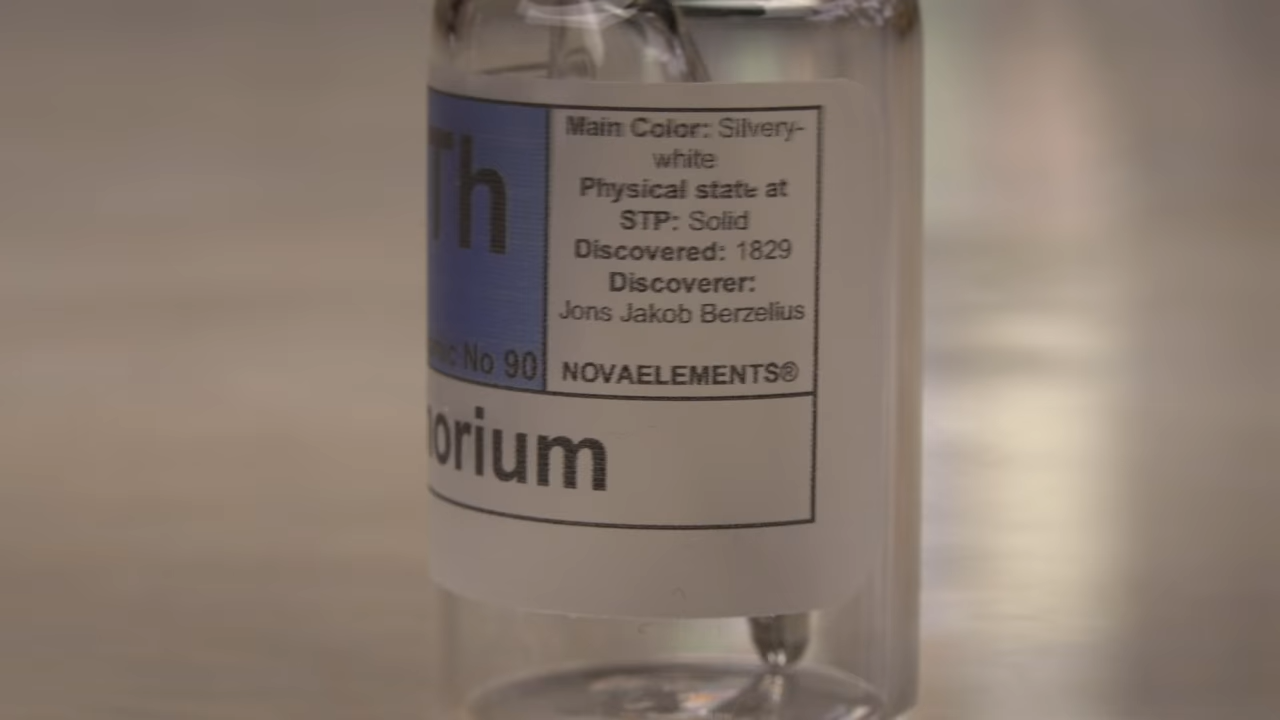 Th
Main Color: Silvery-
white
Physical state at
STP: Solid
Discovered: 1829
Discoverer:
Jons Jakob Berzelius
No 90
NOVAELEMENTS®
orium